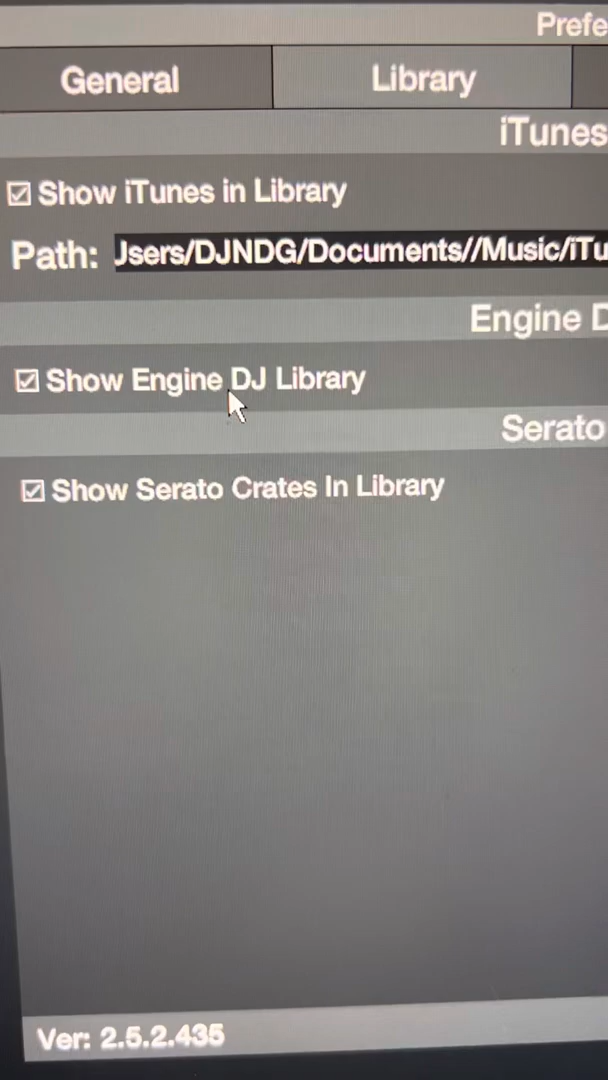 Prefe
General
Library
iTunes
Show iTunes in Library
Path: Jsers/DJNDG/Documents//Music/iTu
Engine D
Show Engine DJ Library
Serato
Show Serato Crates In Library
Ver: 2.5.2.435